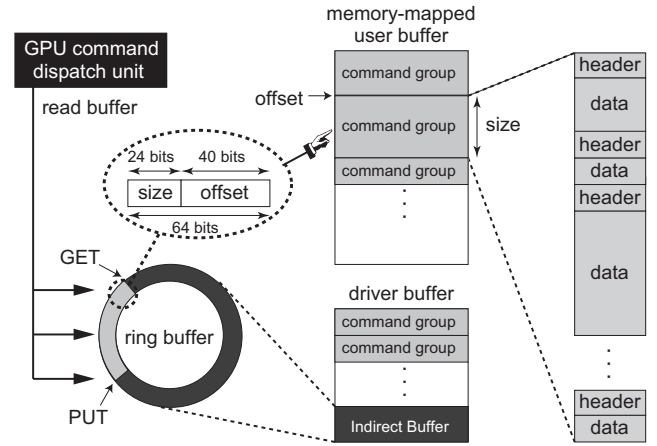 GPU command
dispatch unit
read buffer
24 bits
40 bits
size
offset
64 bits
GET
ring buffer
PUT
memory-mapped
user buffer
command group
offset
command group
size
command group
driver buffer
command group
command group
Indirect Buffer
header
data
header
data
header
data
header
data